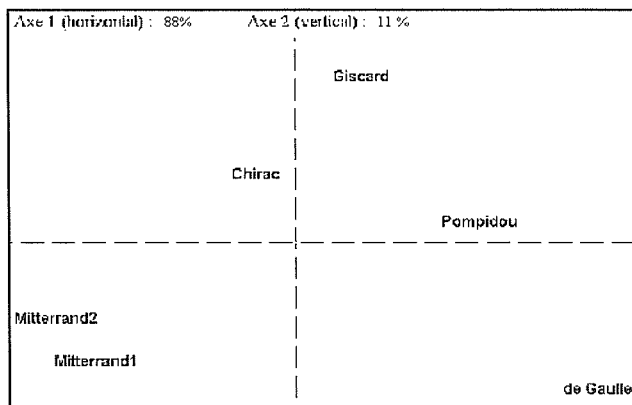 Axe 1 (horizontal) : 88% Axe 2 (vertical) : 11 %
Giscard
Chirac
Pompidou
Mitterrand2
Mitterrand1
de Gaulle